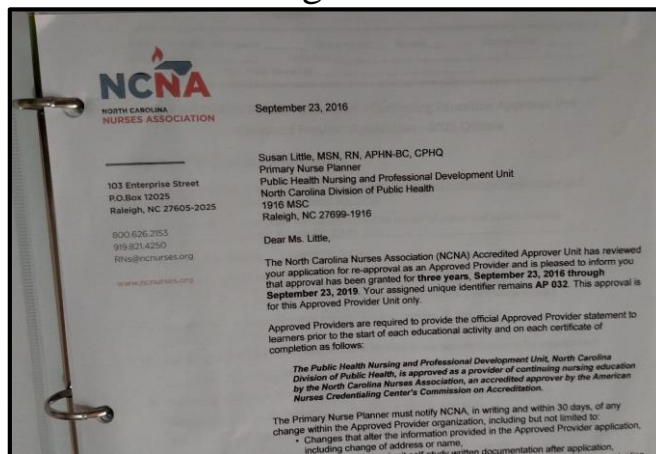 NCNA
NORTH CAROLINA
NURSES ASSOCIATION
103 Enterprise Street
P.O.Box 12025
Raleigh, NC 27605-2025
800.626.2153
919.821.4250
RNs@ncnurses.org
www.ncnurses.org
September 23, 2016
Susan Little, MSN, RN, APHN-BC, CPHQ
Primary Nurse Planner
Public Health Nursing and Professional Development Unit
North Carolina Division of Public Health
1916 MSC
Raleigh, NC 27699-1916
Dear Ms. Little,
The North Carolina Nurses Association (NCNA) Accredited Approver Unit has reviewed
your application for re-approval as an Approved Provider and is pleased to inform you
that approval has been granted for three years, September 23, 2016 through
September 23, 2019. Your assigned unique identifier remains AP 032. This approval is
for this Approved Provider Unit only.
Approved Providers are required to provide the official Approved Provider statement to
learners prior to the start of each educational activity and on each certificate of
completion as follows:
The Public Health Nursing and Professional Development Unit, North Carolina
Division of Public Health, is approved as a provider of continuing nursing education
by the North Carolina Nurses Association, an accredited approver by the American
Nurses Credentialing Center's Commission on Accreditation.
The Primary Nurse Planner must notify NCNA, in writing and within 30 days, of any
change within the Approved Provider organization, including but not limited to:
• Changes that alter the information provided in the Approved Provider application,
including change of address or name,
written documentation after application,